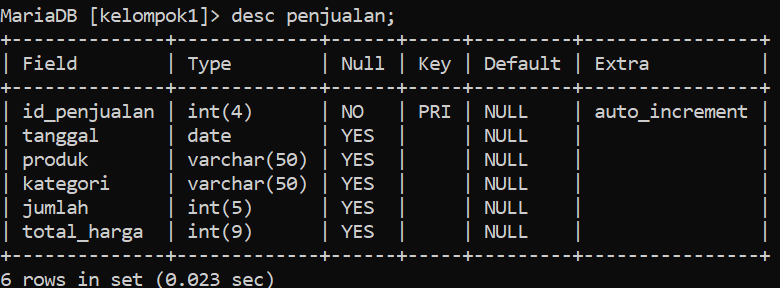 MariaDB [kelompok1]> desc penjualan;
+--------------+-------------+------+-----+---------+----------------+
| Field        | Type        | Null | Key | Default | Extra          |
+--------------+-------------+------+-----+---------+----------------+
| id_penjualan | int(4)      | NO   | PRI | NULL    | auto_increment |
| tanggal      | date        | YES  |     | NULL    |                |
| produk       | varchar(50) | YES  |     | NULL    |                |
| kategori     | varchar(50) | YES  |     | NULL    |                |
| jumlah       | int(5)      | YES  |     | NULL    |                |
| total_harga  | int(9)      | YES  |     | NULL    |                |
+--------------+-------------+------+-----+---------+----------------+
6 rows in set (0.023 sec)